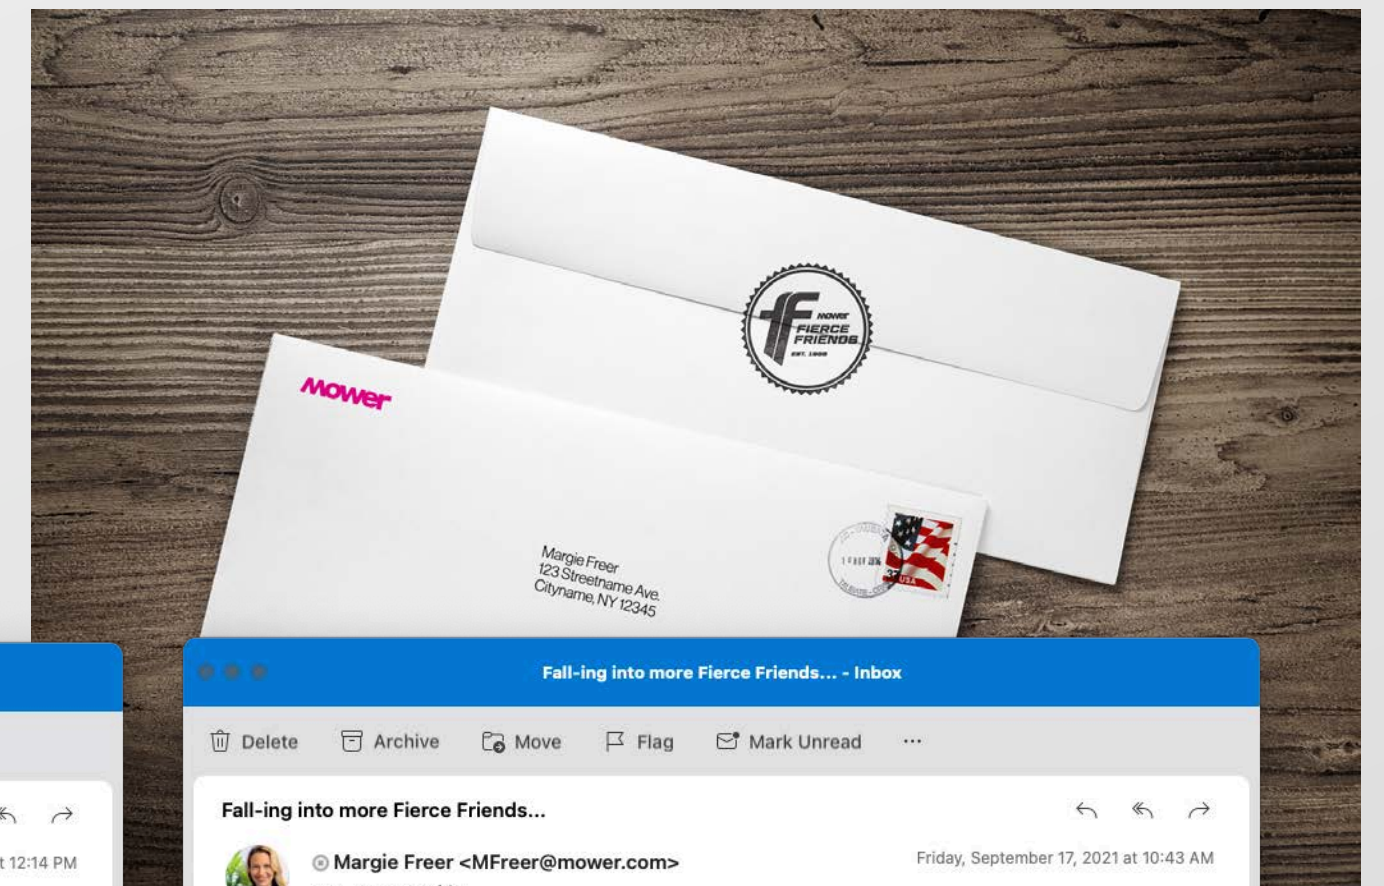 mower
FIERCE
FRIENDS
EST. 1968
mower
Margie Freer
123 Streetname Ave.
Cityname, NY 12345
37
USA
Fall-ing into more Fierce Friends... - Inbox
Delete Archive Move Flag Mark Unread ...
Fall-ing into more Fierce Friends...
t 12:14 PM
Margie Freer <MFreer@mower.com>
Friday, September 17, 2021 at 10:43 AM